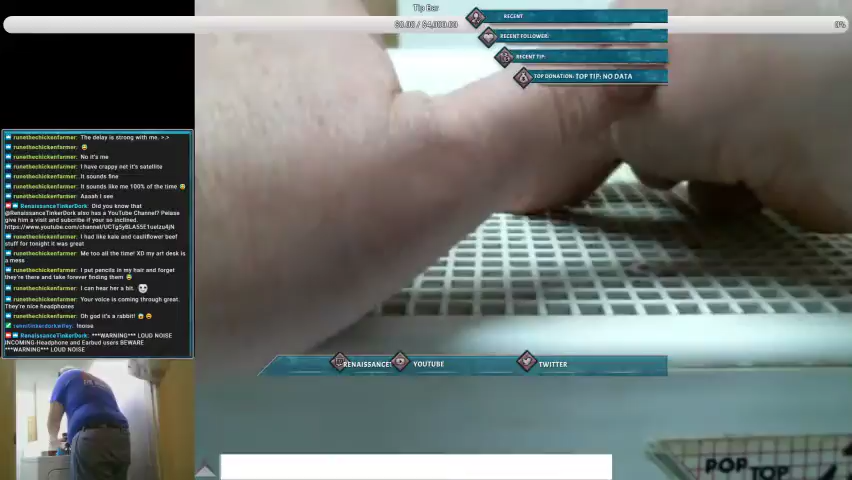 Tip Bar
$0.00 / $4,000.00
0%
RECENT
RECENT FOLLOWER:
RECENT TIP:
TOP DONATION: TOP TIP: NO DATA
runethechickenfarmer: The delay is strong with me. >.>
runethechickenfarmer:
runethechickenfarmer: No it's me
runethechickenfarmer: I have crappy net it's satellite
runethechickenfarmer: It sounds fine
runethechickenfarmer: It sounds like me 100% of the time
runethechickenfarmer: Aaaah I see
RenaissanceTinkerDork: Did you know that
@RenaissanceTinkerDork also has a YouTube Channel? Please
give him a visit and subcribe if your so inclined.
runethechickenfarmer: I had like kale and cauliflower beef
stuff for tonight it was great
runethechickenfarmer: Me too all the time! XD my art desk is
a mess
runethechickenfarmer: I put pencils in my hair and forget
they're there and take forever finding them
runethechickenfarmer: I can hear her a bit.
runethechickenfarmer: Your voice is coming through great.
They're nice headphones
runethechickenfarmer: Oh god it's a rabbit!
!noise
RenaissanceTinkerDork: ***WARNING*** LOUD NOISE
INCOMING-Headphone and Earbud users BEWARE
***WARNING*** LOUD NOISE
YOUTUBE
TWITTER
POP TOP